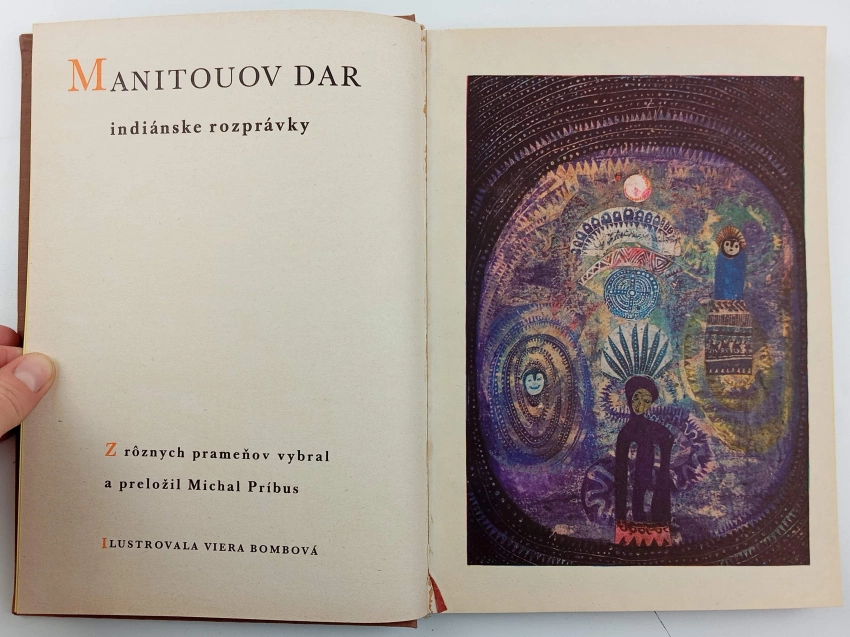 MANITOUOV DAR
indiánske rozprávky
Z rôznych prameňov vybral
a preložil Michal Príbus
ILUSTROVALA VIERA BOMBOVÁ